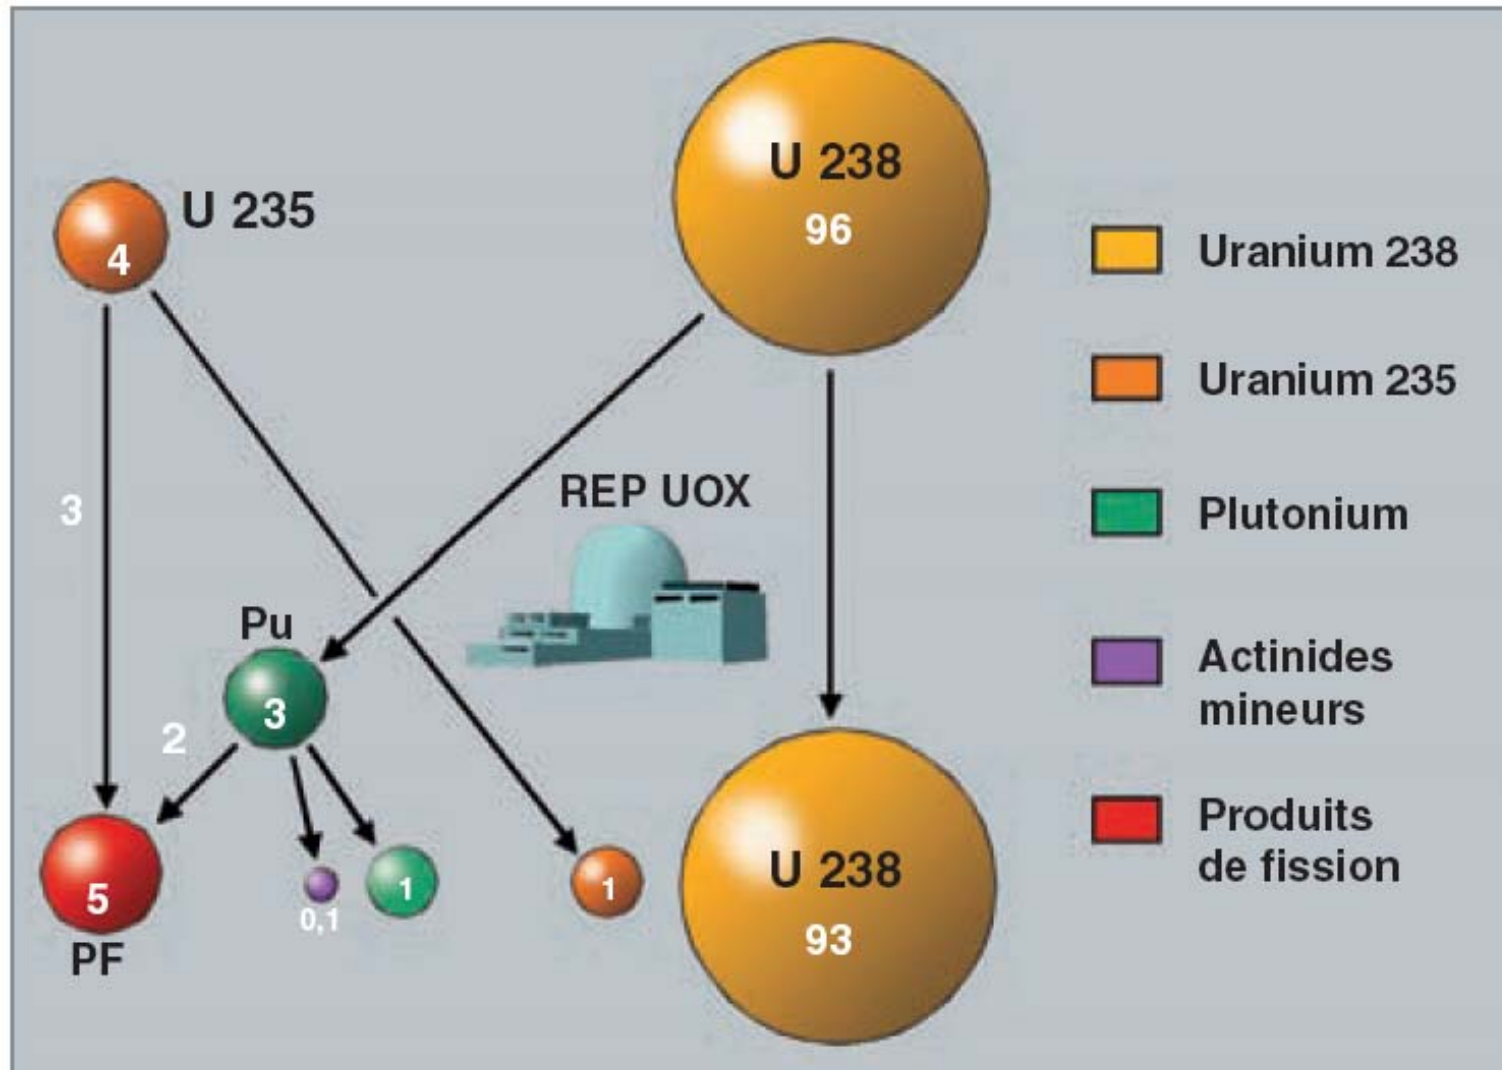 U 238
96
U 235
4
3
REP UOX
Pu
3
2
5
PF
0,1
1
1
U 238
93
Uranium 238
Uranium 235
Plutonium
Actinides
mineurs
Produits
de fission